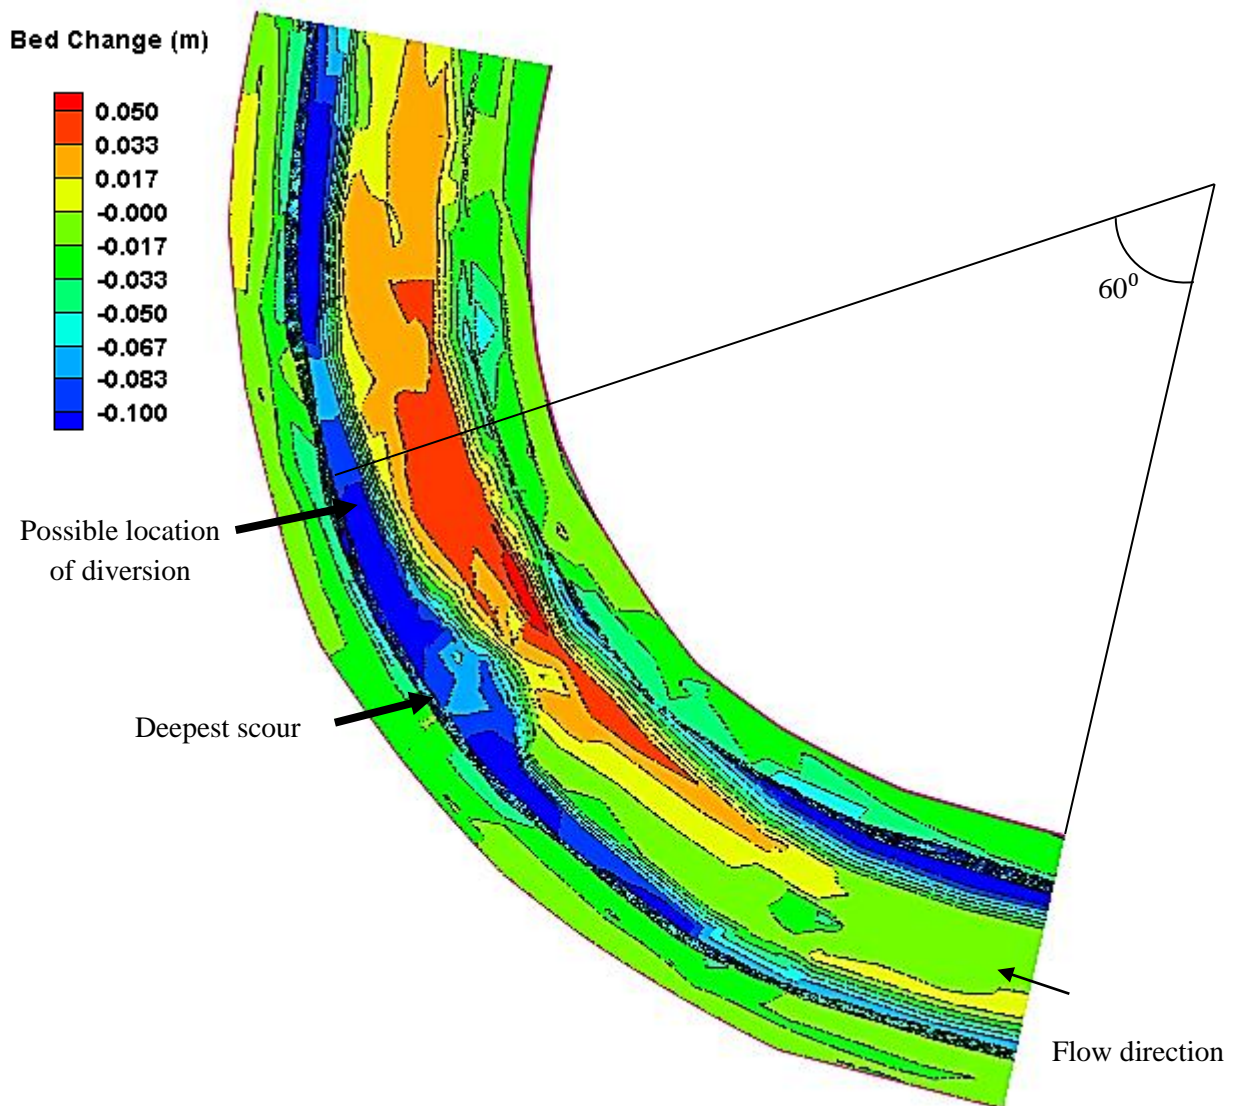 Bed Change (m)
0.050
0.033
0.017
-0.000
-0.017
-0.033
-0.050
-0.067
-0.083
-0.100
60⁰
Possible location
of diversion
Deepest scour
Flow direction